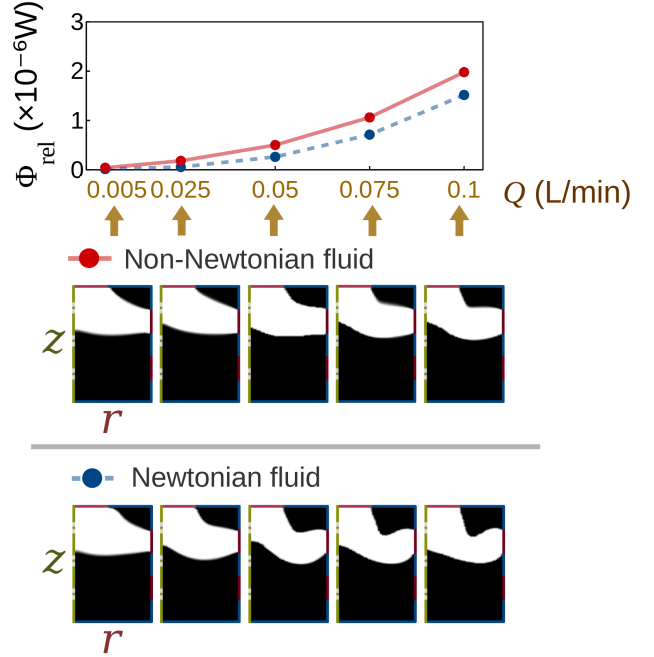 3
2
1
0
Φrel (×10⁻⁶W)
0.005 0.025 0.05 0.075 0.1 Q (L/min)
Non-Newtonian fluid
z
r
Newtonian fluid
z
r